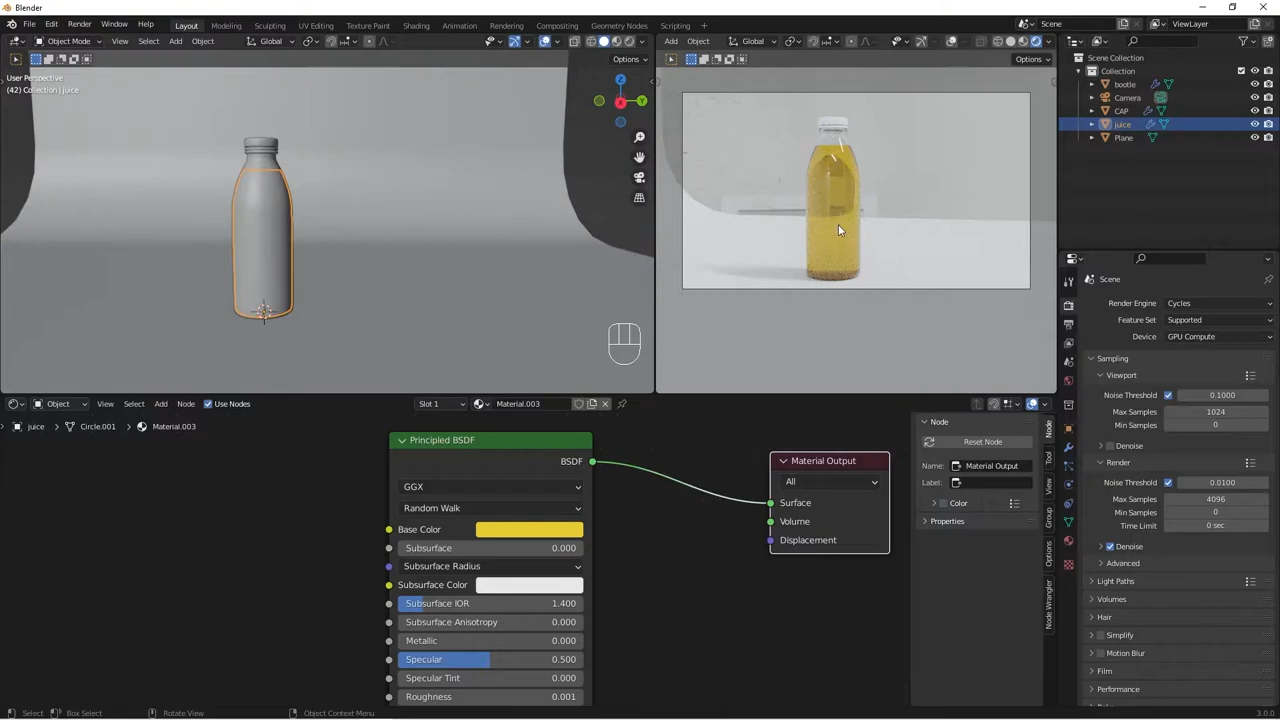 Blender
File Edit Render Window Help Layout Modeling Sculpting UV Editing Texture Paint Shading Animation Rendering Compositing Geometry Nodes Scripting + Scene ViewLayer
Object Mode View Select Add Object Global
Options
User Perspective
(42) Collection | juice
Z
Y
X
Add Object Global
Options
Scene Collection
Collection
bootle
Camera
CAP
juice
Plane
Scene
Render Engine Cycles
Feature Set Supported
Device GPU Compute
Sampling
Viewport
Noise Threshold 0.1000
Max Samples 1024
Min Samples 0
Denoise
Render
Noise Threshold 0.0100
Max Samples 4096
Min Samples 0
Time Limit 0 sec
Denoise
Advanced
Light Paths
Volumes
Hair
Simplify
Motion Blur
Film
Performance
Object View Select Add Node Use Nodes Slot 1 Material.003
juice > Circle.001 > Material.003
Principled BSDF
BSDF
GGX
Random Walk
Base Color
Subsurface 0.000
Subsurface Radius
Subsurface Color
Subsurface IOR 1.400
Subsurface Anisotropy 0.000
Metallic 0.000
Specular 0.500
Specular Tint 0.000
Roughness 0.001
Material Output
All
Surface
Volume
Displacement
Node
Reset Node
Name: Material Output
Label:
Color
Properties
Node
Tool
View
Group
Options
Node Wrangler
Select Box Select Rotate View Object Context Menu 3.0.0